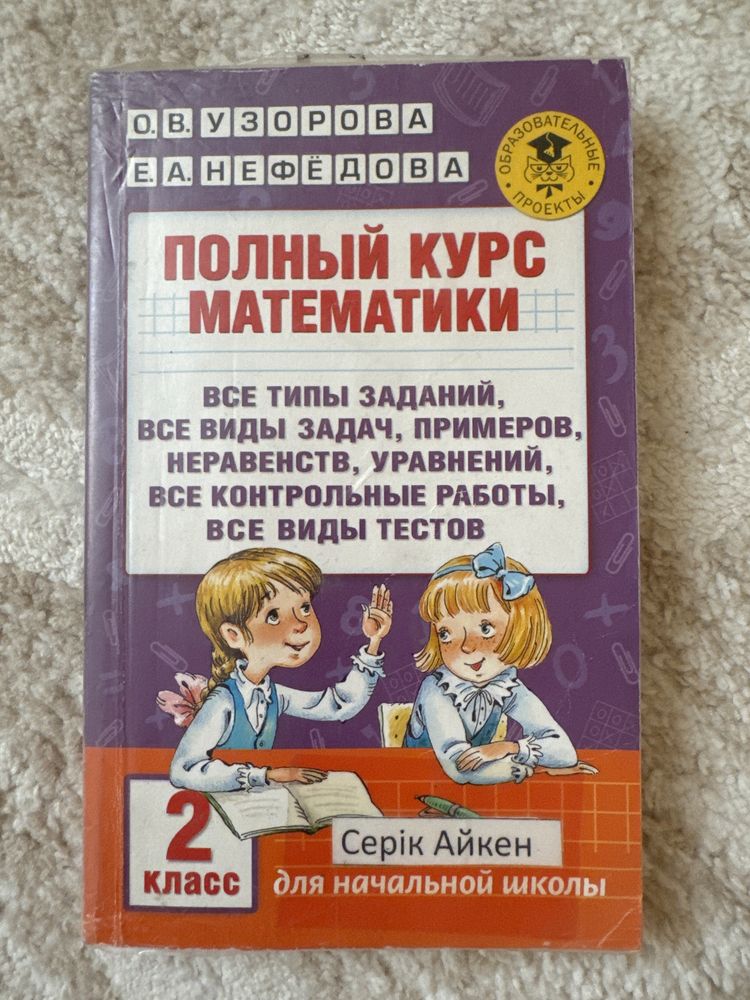 О.В. УЗОРОВА
Е.А. НЕФЁДОВА
ОБРАЗОВАТЕЛЬНЫЕ
ПРОЕКТЫ
ПОЛНЫЙ КУРС
МАТЕМАТИКИ
ВСЕ ТИПЫ ЗАДАНИЙ,
ВСЕ ВИДЫ ЗАДАЧ, ПРИМЕРОВ,
НЕРАВЕНСТВ, УРАВНЕНИЙ,
ВСЕ КОНТРОЛЬНЫЕ РАБОТЫ,
ВСЕ ВИДЫ ТЕСТОВ
2
КЛАСС
Серік Айкен
для начальной школы